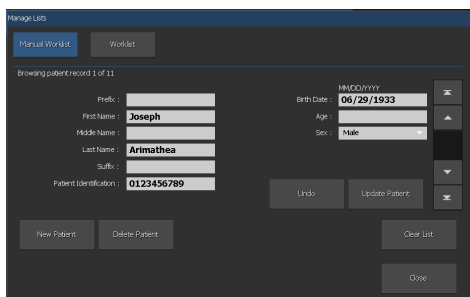 Manage Lists
Manual Worklist Worklist
Browsing patient record 1 of 11
MM/DD/YYYY
Prefix : Birth Date : 06/29/1933
First Name : Joseph Age :
Middle Name : Sex : Male
Last Name : Arimathea
Suffix :
Patient Identification : 0123456789
Undo Update Patient
New Patient Delete Patient Clear List
Close